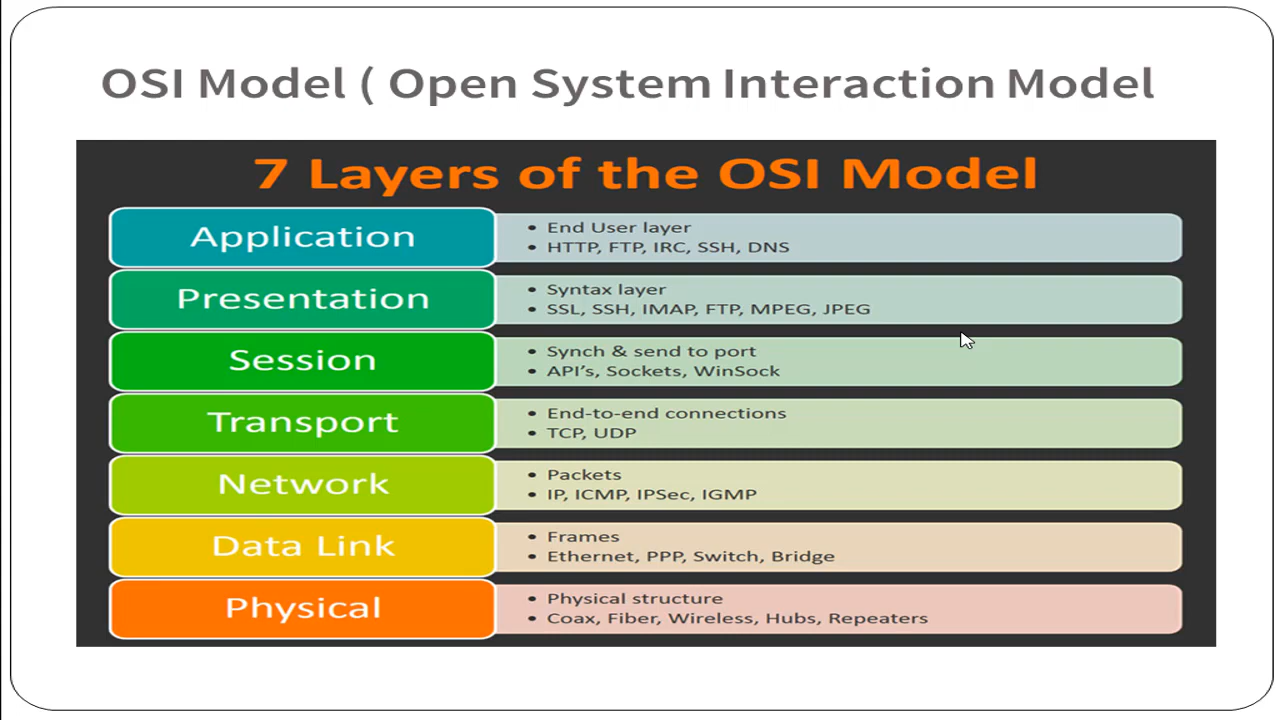 OSI Model ( Open System Interaction Model
7 Layers of the OSI Model
Application
• End User layer
• HTTP, FTP, IRC, SSH, DNS
Presentation
• Syntax layer
• SSL, SSH, IMAP, FTP, MPEG, JPEG
Session
• Synch & send to port
• API's, Sockets, WinSock
Transport
• End-to-end connections
• TCP, UDP
Network
• Packets
• IP, ICMP, IPSec, IGMP
Data Link
• Frames
• Ethernet, PPP, Switch, Bridge
Physical
• Physical structure
• Coax, Fiber, Wireless, Hubs, Repeaters